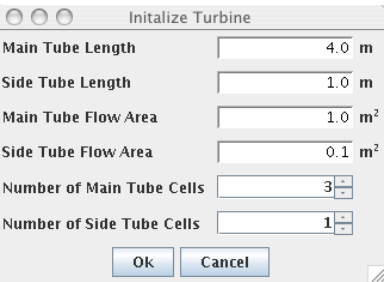 Initalize Turbine
Main Tube Length 4.0 m
Side Tube Length 1.0 m
Main Tube Flow Area 1.0 m²
Side Tube Flow Area 0.1 m²
Number of Main Tube Cells 3
Number of Side Tube Cells 1
Ok Cancel